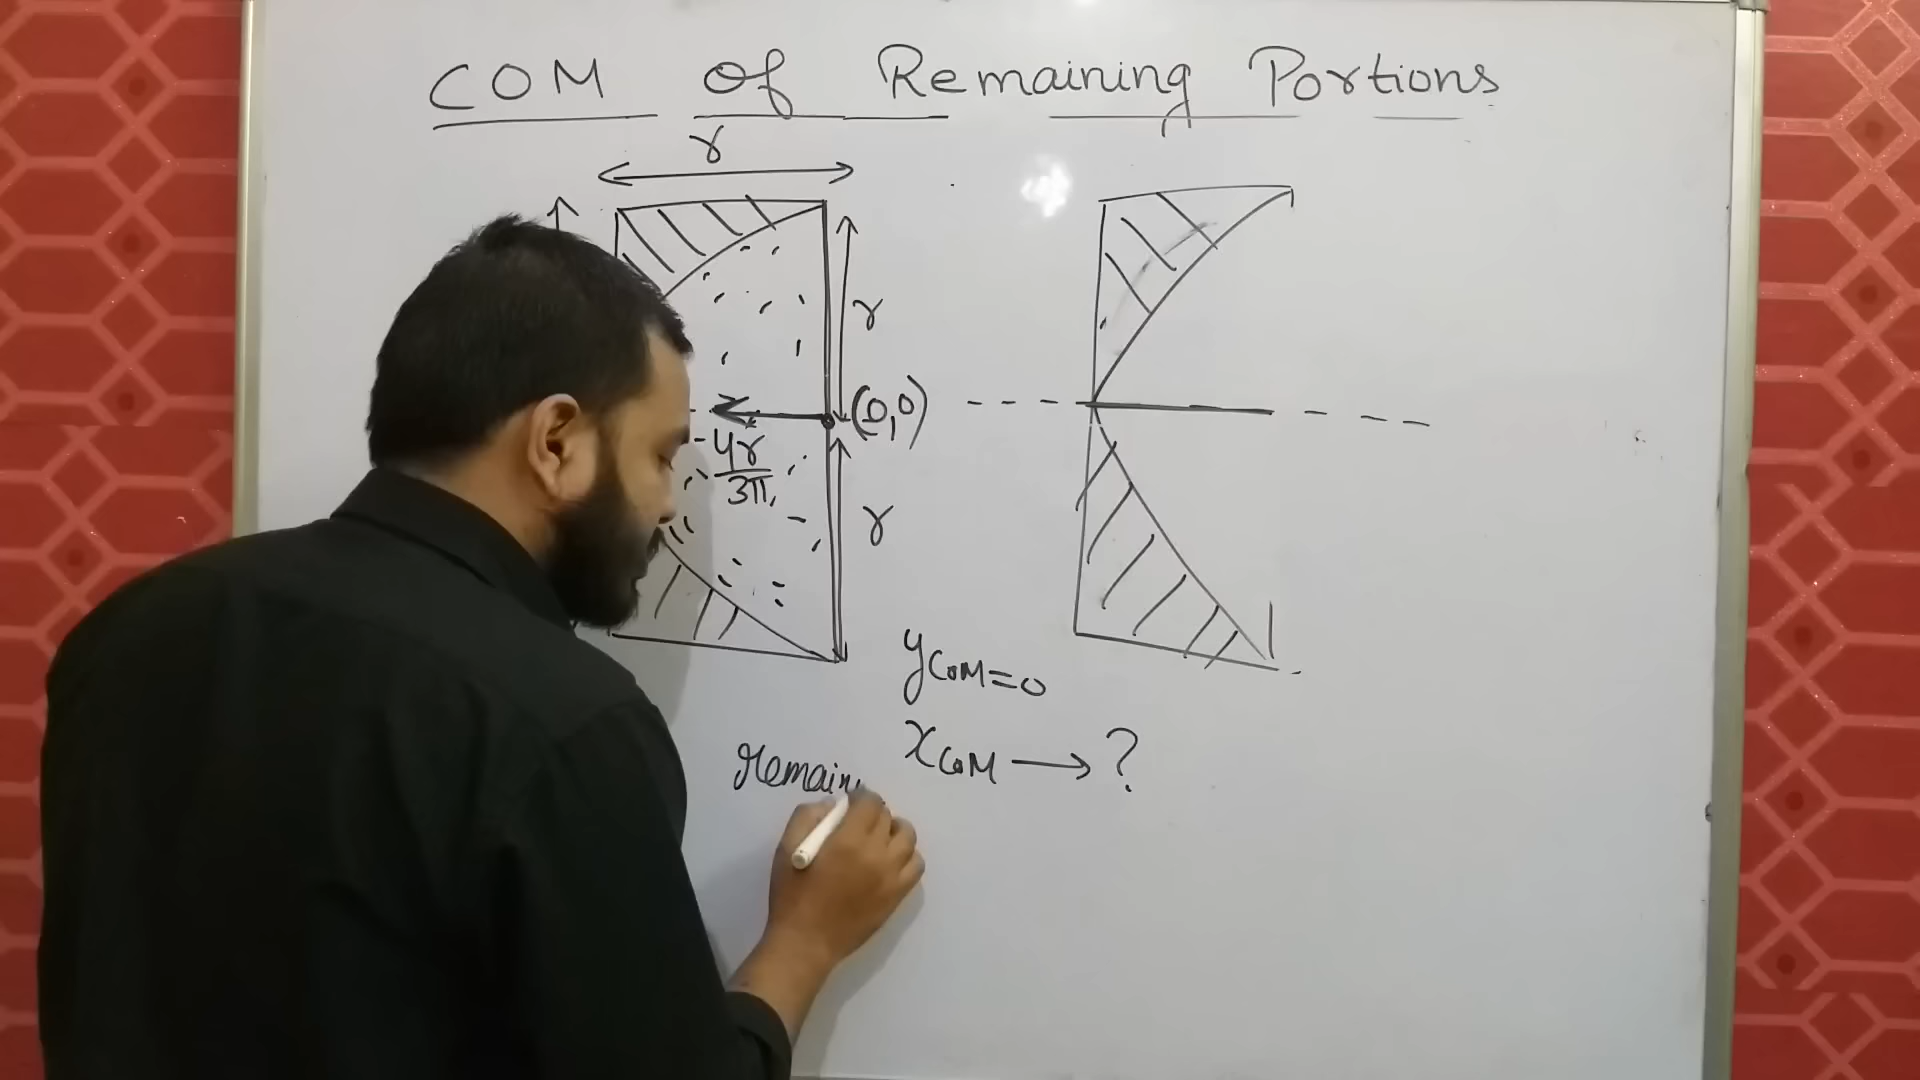 COM of Remaining Portions
r
r
(0,0)
4r
3π
r
yCOM=0
xCOM→?
Remain